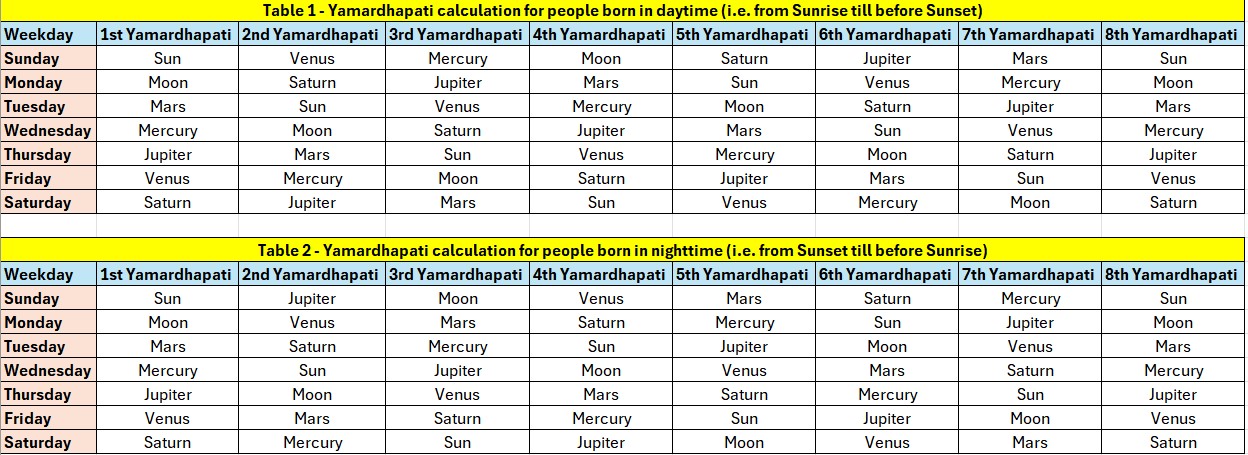 Table 1 - Yamardhapati calculation for people born in daytime (i.e. from Sunrise till before Sunset)
Weekday 1st Yamardhapati 2nd Yamardhapati 3rd Yamardhapati 4th Yamardhapati 5th Yamardhapati 6th Yamardhapati 7th Yamardhapati 8th Yamardhapati
Sunday Sun Venus Mercury Moon Saturn Jupiter Mars Sun
Monday Moon Saturn Jupiter Mars Sun Venus Mercury Moon
Tuesday Mars Sun Venus Mercury Moon Saturn Jupiter Mars
Wednesday Mercury Moon Saturn Jupiter Mars Sun Venus Mercury
Thursday Jupiter Mars Sun Venus Mercury Moon Saturn Jupiter
Friday Venus Mercury Moon Saturn Jupiter Mars Sun Venus
Saturday Saturn Jupiter Mars Sun Venus Mercury Moon Saturn
Table 2 - Yamardhapati calculation for people born in nighttime (i.e. from Sunset till before Sunrise)
Weekday 1st Yamardhapati 2nd Yamardhapati 3rd Yamardhapati 4th Yamardhapati 5th Yamardhapati 6th Yamardhapati 7th Yamardhapati 8th Yamardhapati
Sunday Sun Jupiter Moon Venus Mars Saturn Mercury Sun
Monday Moon Venus Mars Saturn Mercury Sun Jupiter Moon
Tuesday Mars Saturn Mercury Sun Jupiter Moon Venus Mars
Wednesday Mercury Sun Jupiter Moon Venus Mars Saturn Mercury
Thursday Jupiter Moon Venus Mars Saturn Mercury Sun Jupiter
Friday Venus Mars Saturn Mercury Sun Jupiter Moon Venus
Saturday Saturn Mercury Sun Jupiter Moon Venus Mars Saturn